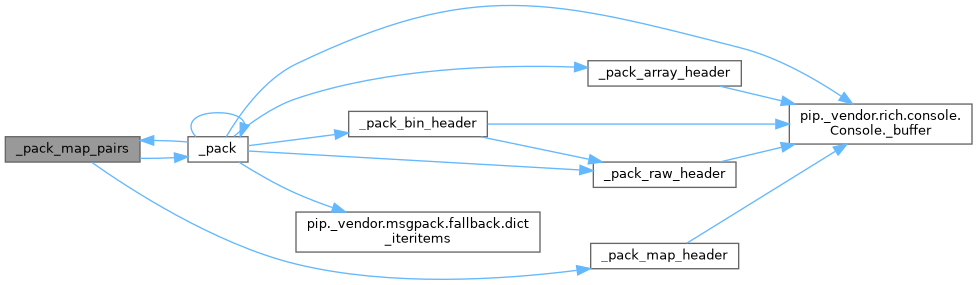 _pack_map_pairs
_pack
_pack_bin_header
pip._vendor.msgpack.fallback.dict
_iteritems
_pack_array_header
_pack_raw_header
_pack_map_header
pip._vendor.rich.console.
Console._buffer